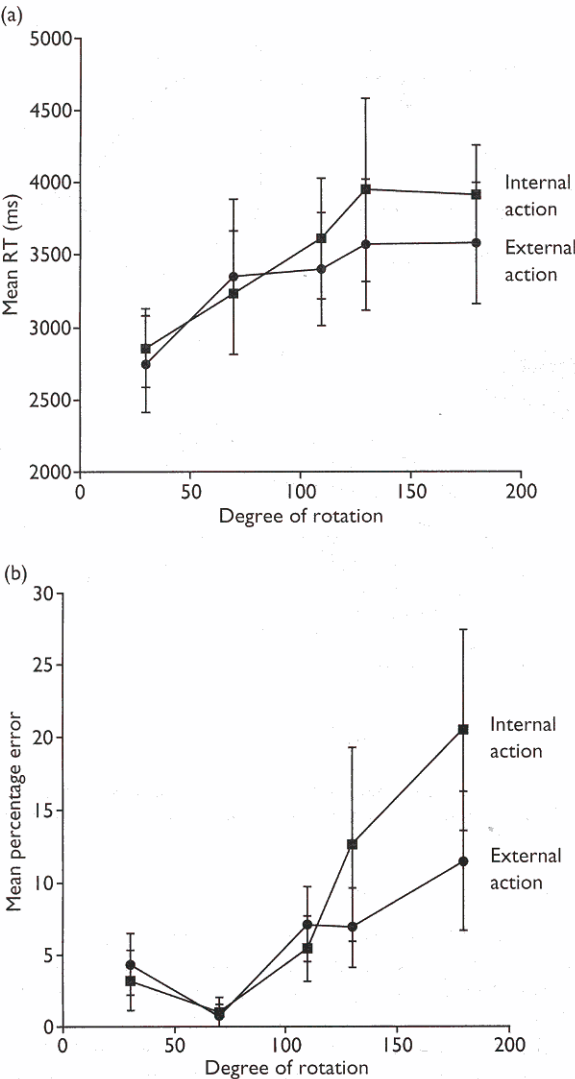 (a)
5000
4500
4000
3500
3000
2500
2000
Mean RT (ms)
Internal
action
External
action
0 50 100 150 200
Degree of rotation
(b)
30
25
20
15
10
5
0
Mean percentage error
Internal
action
External
action
0 50 100 150 200
Degree of rotation